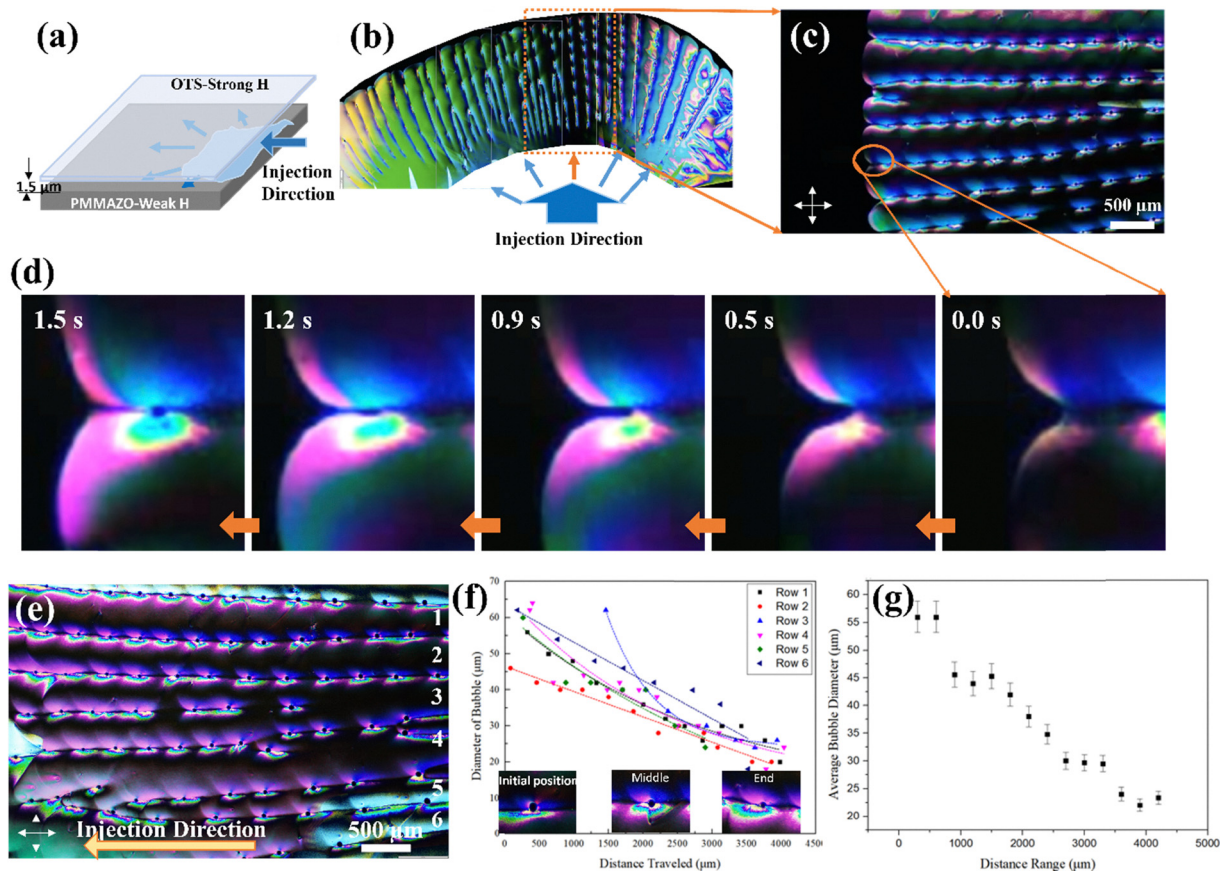 (a)
OTS-Strong H
Injection
Direction
1.5 μm
PMMAZO-Weak H
(b)
Injection Direction
(c)
500 μm
(d)
1.5 s
1.2 s
0.9 s
0.5 s
0.0 s
(e)
1
2
3
4
5
6
Injection Direction
500 μm
(f)
Diameter of Bubble (μm)
70
60
50
40
30
20
10
0
Row 1
Row 2
Row 3
Row 4
Row 5
Row 6
Initial position
Middle
End
0 500 1000 1500 2000 2500 3000 3500 4000 450
Distance Traveled (μm)
(g)
Average Bubble Diameter (μm)
60
55
50
45
40
35
30
25
20
0 1000 2000 3000 4000 5000
Distance Range (μm)